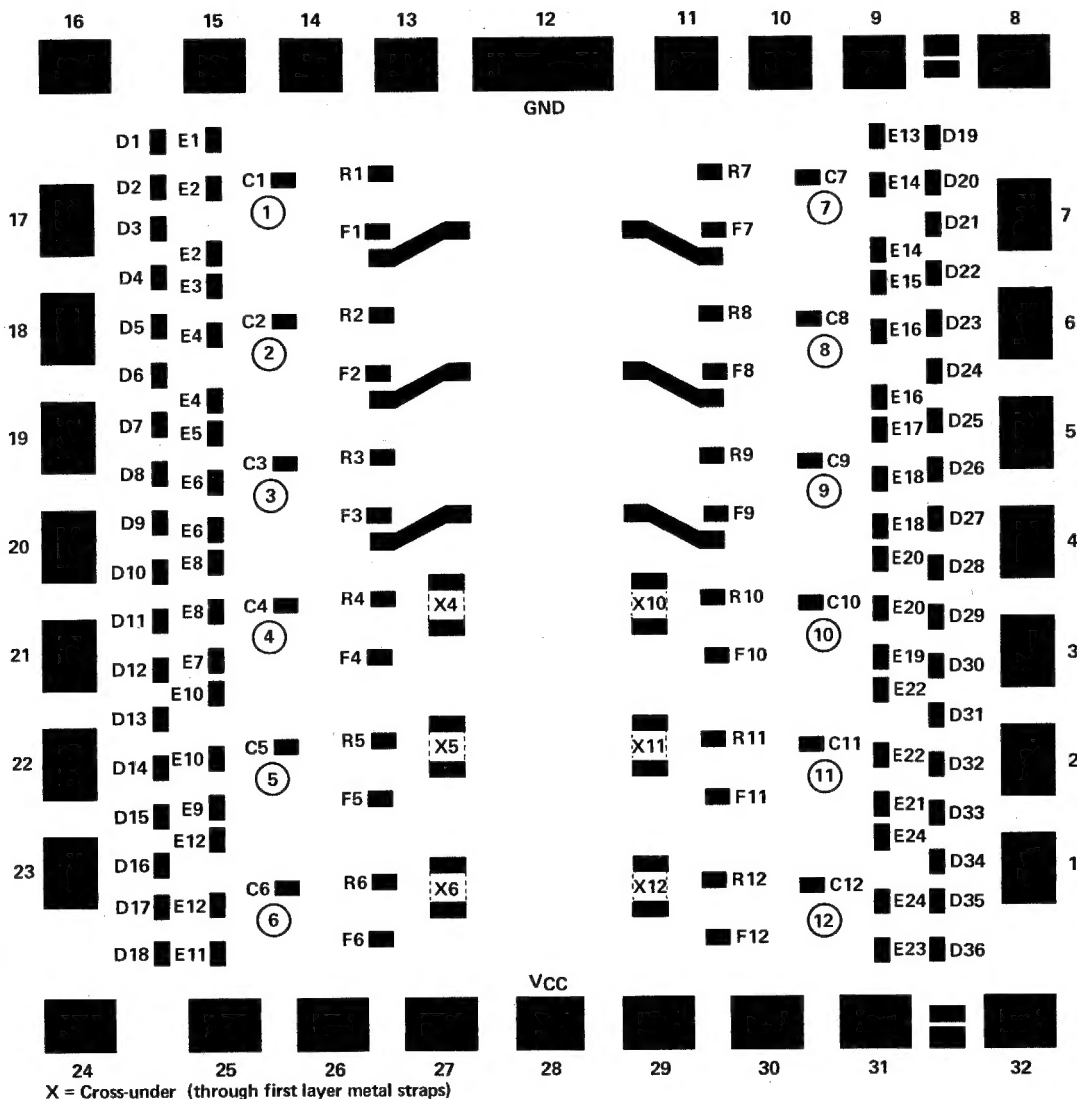 16 15 14 13 12 11 10 9 8
GND
D1 E1 E13 D19
C1 R1 R7 C7
D2 E2 E14 D20
1 7
17 7
D3 F1 F7 D21
E2 E14
D4 E3 E15 D22
C2 R2 R8 C8
18 D5 E4 E16 D23 6
2 8
D6 F2 F8 D24
E4 E16
19 D7 E5 E17 D25 5
C3 R3 R9 C9
D8 E6 E18 D26
3 9
D9 E6 F3 F9 E18 D27
20 4
D10 E8 E20 D28
C4 R4 X4 X10 R10 C10
D11 E8 E20 D29
4 10
21 3
D12 E7 F4 F10 E19 D30
E10 E22
D13 D31
C5 R5 X5 X11 R11 C11
22 D14 E10 E22 D32 2
5 11
D15 E9 F5 F11 E21 D33
E12 E24
23 D16 D34 1
C6 R6 X6 X12 R12 C12
D17 E12 E24 D35
6 12
D18 E11 F6 F12 E23 D36
VCC
24 25 26 27 28 29 30 31 32
X = Cross-under (through first layer metal straps)